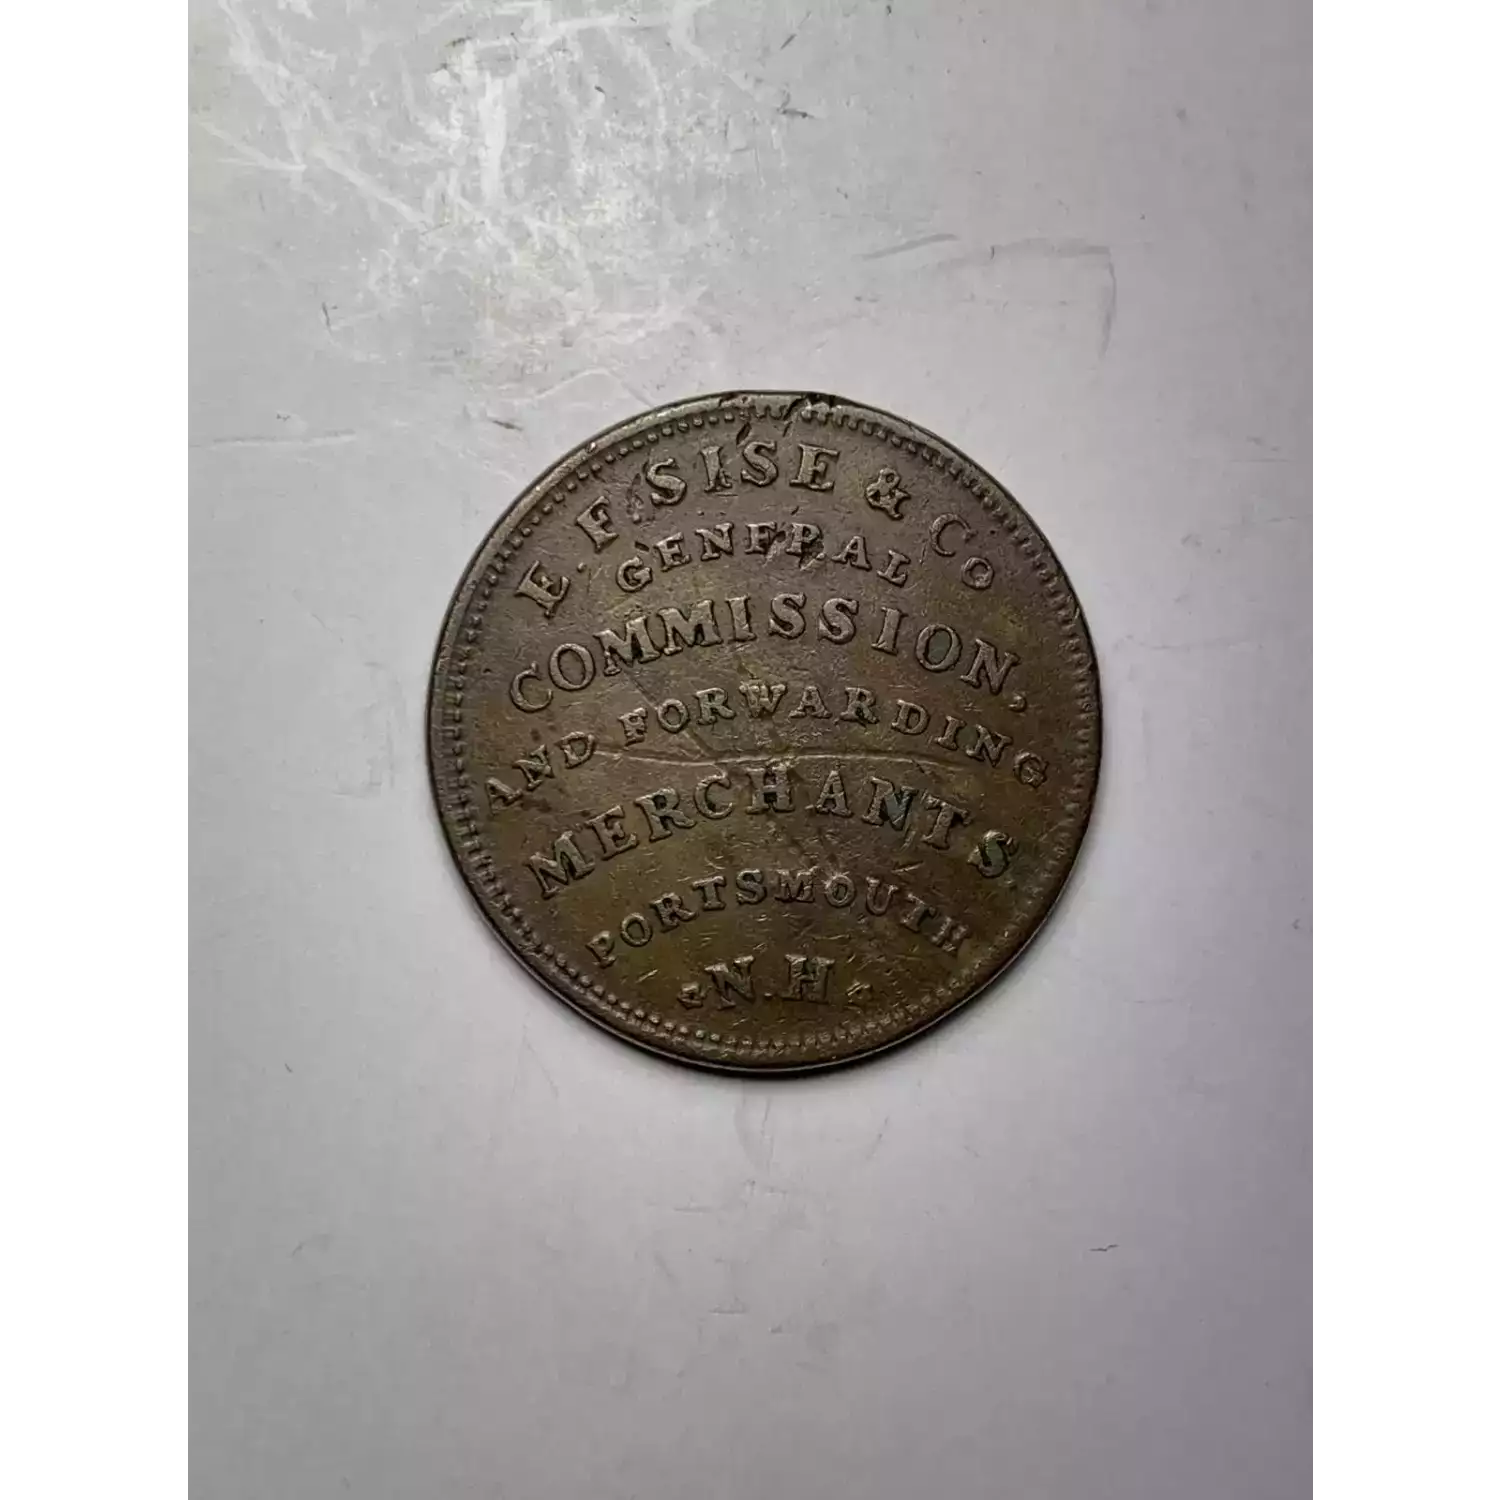 E. F. SISE & Co
GENERAL
COMMISSION,
AND FORWARDING
MERCHANTS
PORTSMOUTH
N.H